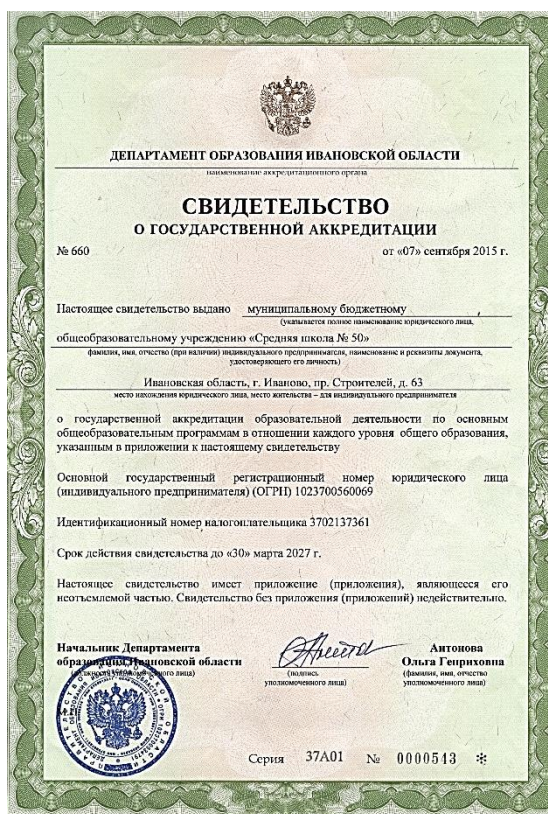 ДЕПАРТАМЕНТ ОБРАЗОВАНИЯ ИВАНОВСКОЙ ОБЛАСТИ
наименование аккредитационного органа
СВИДЕТЕЛЬСТВО
О ГОСУДАРСТВЕННОЙ АККРЕДИТАЦИИ
№ 660 от «07» сентября 2015 г.
Настоящее свидетельство выдано муниципальному бюджетному ,
(указывается полное наименование юридического лица,
общеобразовательному учреждению «Средняя школа № 50»
фамилия, имя, отчество (при наличии) индивидуального предпринимателя, наименование и реквизиты документа,
удостоверяющего его личность)
Ивановская область, г. Иваново, пр. Строителей, д. 63
место нахождения юридического лица, место жительства – для индивидуального предпринимателя
о государственной аккредитации образовательной деятельности по основным
общеобразовательным программам в отношении каждого уровня общего образования,
указанным в приложении к настоящему свидетельству
Основной государственный регистрационный номер юридического лица
(индивидуального предпринимателя) (ОГРН) 1023700560069
Идентификационный номер налогоплательщика 3702137361
Срок действия свидетельства до «30» марта 2027 г.
Настоящее свидетельство имеет приложение (приложения), являющееся его
неотъемлемой частью. Свидетельство без приложения (приложений) недействительно.
Начальник Департамента
образования Ивановской области
(должность уполномоченного лица)
(подпись
уполномоченного лица)
Антонова
Ольга Генриховна
(фамилия, имя, отчество
уполномоченного лица)
Серия 37А01 № 0000543 *